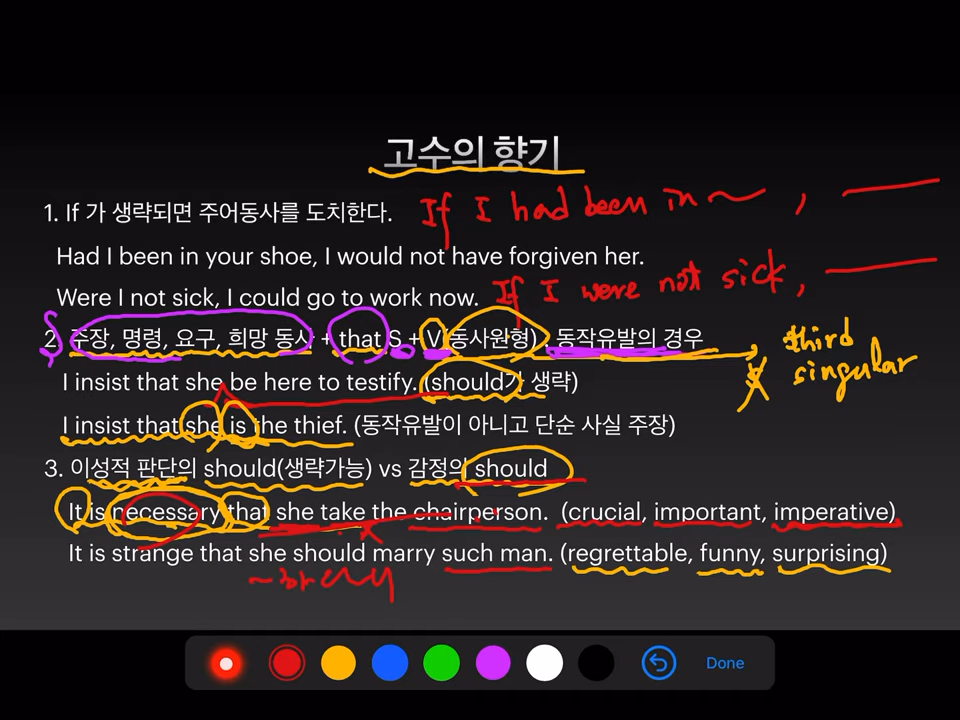 고수의 향기
1. If 가 생략되면 주어동사를 도치한다.
If I had been in ~ , ___
Had I been in your shoe, I would not have forgiven her.
Were I not sick, I could go to work now.
If I were not sick, ___
2. 주장, 명령, 요구, 희망 동사 + that S + V(동사원형) , 동작유발의 경우
third
singular
I insist that she be here to testify. (should가 생략)
I insist that she is the thief. (동작유발이 아니고 단순 사실 주장)
3. 이성적 판단의 should(생략가능) vs 감정의 should
It is necessary that she take the chairperson. (crucial, important, imperative)
It is strange that she should marry such man. (regrettable, funny, surprising)
Done